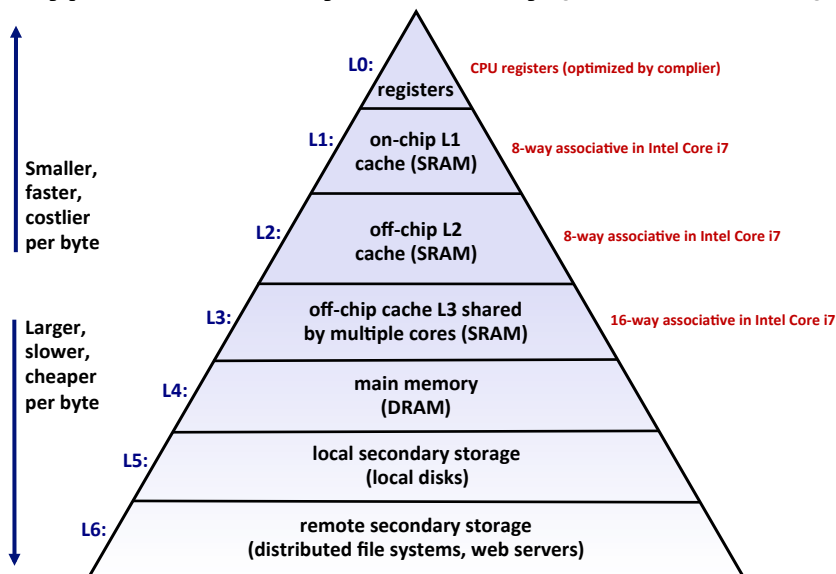 L0:
registers
CPU registers (optimized by complier)
L1:
on-chip L1
cache (SRAM)
8-way associative in Intel Core i7
Smaller,
faster,
costlier
per byte
L2:
off-chip L2
cache (SRAM)
8-way associative in Intel Core i7
L3:
off-chip cache L3 shared
by multiple cores (SRAM)
16-way associative in Intel Core i7
Larger,
slower,
cheaper
per byte
L4:
main memory
(DRAM)
L5:
local secondary storage
(local disks)
L6:
remote secondary storage
(distributed file systems, web servers)